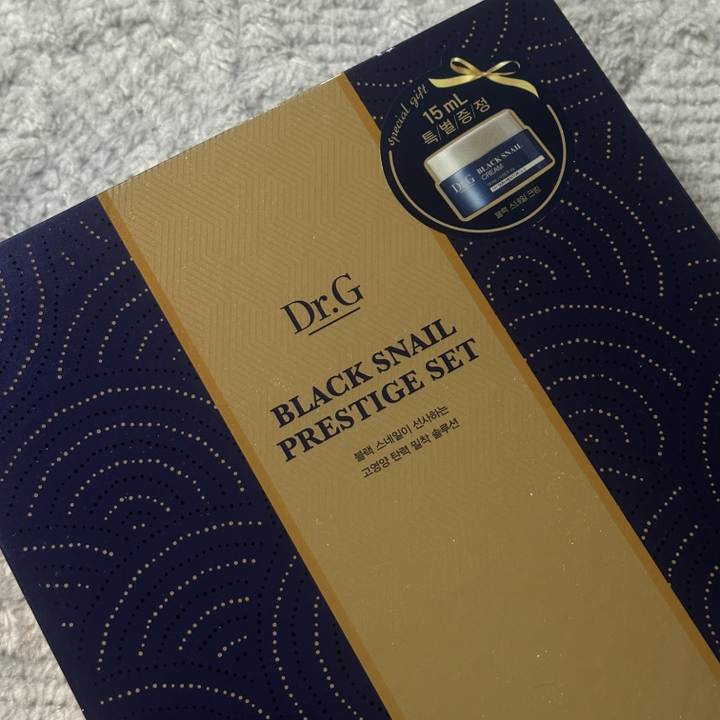 special gift
15 mL
특/별/증/정
Dr.G BLACK SNAIL
CREAM
블랙 스네일 크림
Dr.G
BLACK SNAIL
PRESTIGE SET
블랙 스네일이 선사하는
고영양 탄력 밀착 솔루션